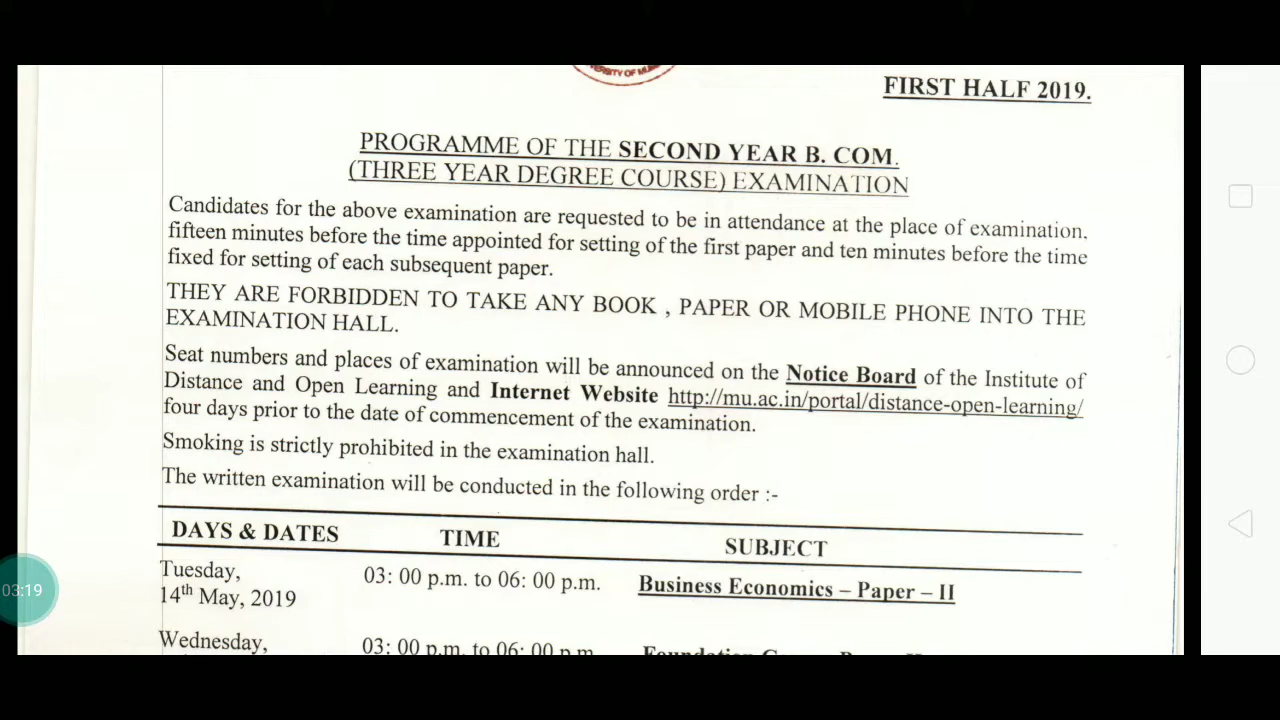 VERSITY OF MU
FIRST HALF 2019.
PROGRAMME OF THE SECOND YEAR B. COM.
(THREE YEAR DEGREE COURSE) EXAMINATION
Candidates for the above examination are requested to be in attendance at the place of examination,
fifteen minutes before the time appointed for setting of the first paper and ten minutes before the time
fixed for setting of each subsequent paper.
THEY ARE FORBIDDEN TO TAKE ANY BOOK , PAPER OR MOBILE PHONE INTO THE
EXAMINATION HALL.
Seat numbers and places of examination will be announced on the Notice Board of the Institute of
Distance and Open Learning and Internet Website http://mu.ac.in/portal/distance-open-learning/
four days prior to the date of commencement of the examination.
Smoking is strictly prohibited in the examination hall.
The written examination will be conducted in the following order :-
DAYS & DATES TIME SUBJECT
Tuesday, 03: 00 p.m. to 06: 00 p.m. Business Economics – Paper – II
14th May, 2019
03:19
Wednesday, 03: 00 p.m. to 06: 00 p.m.